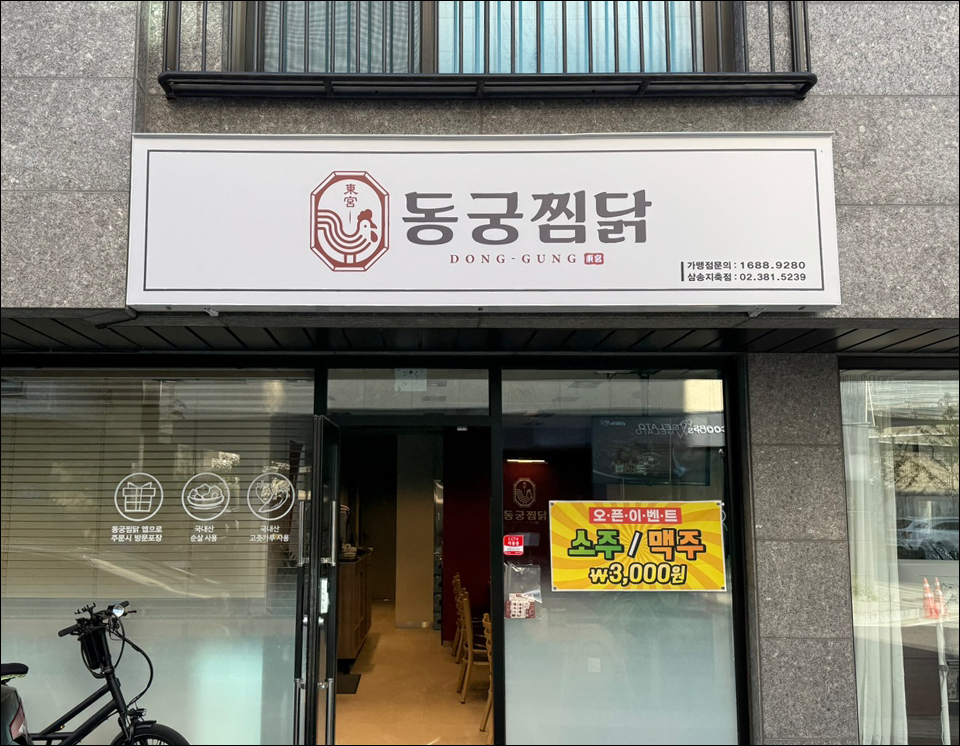 東宮
동궁찜닭
DONG-GUNG 東宮
가맹점문의 : 1688.9280
삼송지축점 : 02.381.5239
GELATO
동궁찜닭 앱으로
주문시 방문포장
국내산
순살 사용
국내산
고춧가루 사용
동궁찜닭
오·픈·이·벤·트
소주 / 맥주
₩3,000원
CCTV